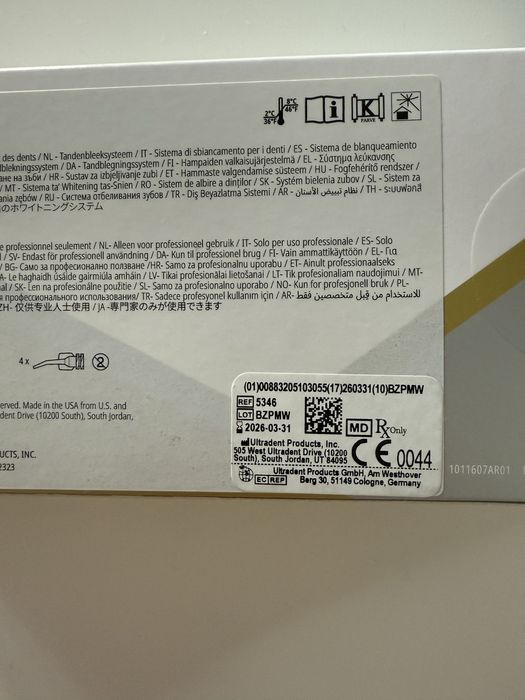 2°C
36°F
8°C
46°F
i
K
PARVE
des dents / NL - Tandenbleeksysteem / IT - Sistema di sbiancamento per i denti / ES - Sistema de blanqueamiento
/ DA - Tandblegningssystem / FI - Hampaiden valkaisujärjestelmä / EL - Σύστημα λεύκανσης
на зъби / HR - Sustav za izbjeljivanje zubi / ET - Hammaste valgendamise süsteem / HU - Fogfehérítő rendszer /
/ MT - Sistema ta' Whitening tas-Snien / RO - Sistem de albire a dinților / SK - Systém bielenia zubov / SL - Sistem za
zębów / RU - Система отбеливания зубов / TR - Diş Beyazlatma Sistemi / AR - نظام تبييض الأسنان / TH - ระบบฟอกสี
のホワイトニングシステム
professionnel seulement / NL- Alleen voor professioneel gebruik / IT- Solo per uso professionale / ES- Solo
/ SV- Endast för professionell användning / DA- Kun til professionel brug / FI- Vain ammattikäyttöön / EL- Για
/ BG- Само за професионално ползване /HR- Samo za profesionalnu uporabu / ET- Ainult professionaalseks
- Le haghaidh úsáide gairmiúla amháin / LV- Tikai profesionālai lietošanai / LT- Tik profesionaliam naudojimui / MT-
/ SK- Len na profesionálne použitie / SL- Samo za profesionalno uporabo / NO- Kun for profesjonell bruk / PL-
профессионального использования/ TR- Sadece profesyonel kullanım için / AR- للاستخدام من قِبل متخصصين فقط
ZH- 仅供专业人士使用 / JA -専門家のみが使用できます
4 x
2
Made in the USA from U.S. and
Drive (10200 South), South Jordan,
INC.
2323
(01)00883205103055(17)260331(10)BZPMW
REF 5346
LOT BZPMW
2026-03-31
MD Rx Only
Ultradent Products, Inc.
505 West Ultradent Drive (10200
South), South Jordan, UT 84095
CE 0044
Ultradent Products GmbH, Am Westhover
EC REP Berg 30, 51149 Cologne, Germany
1011607AR01